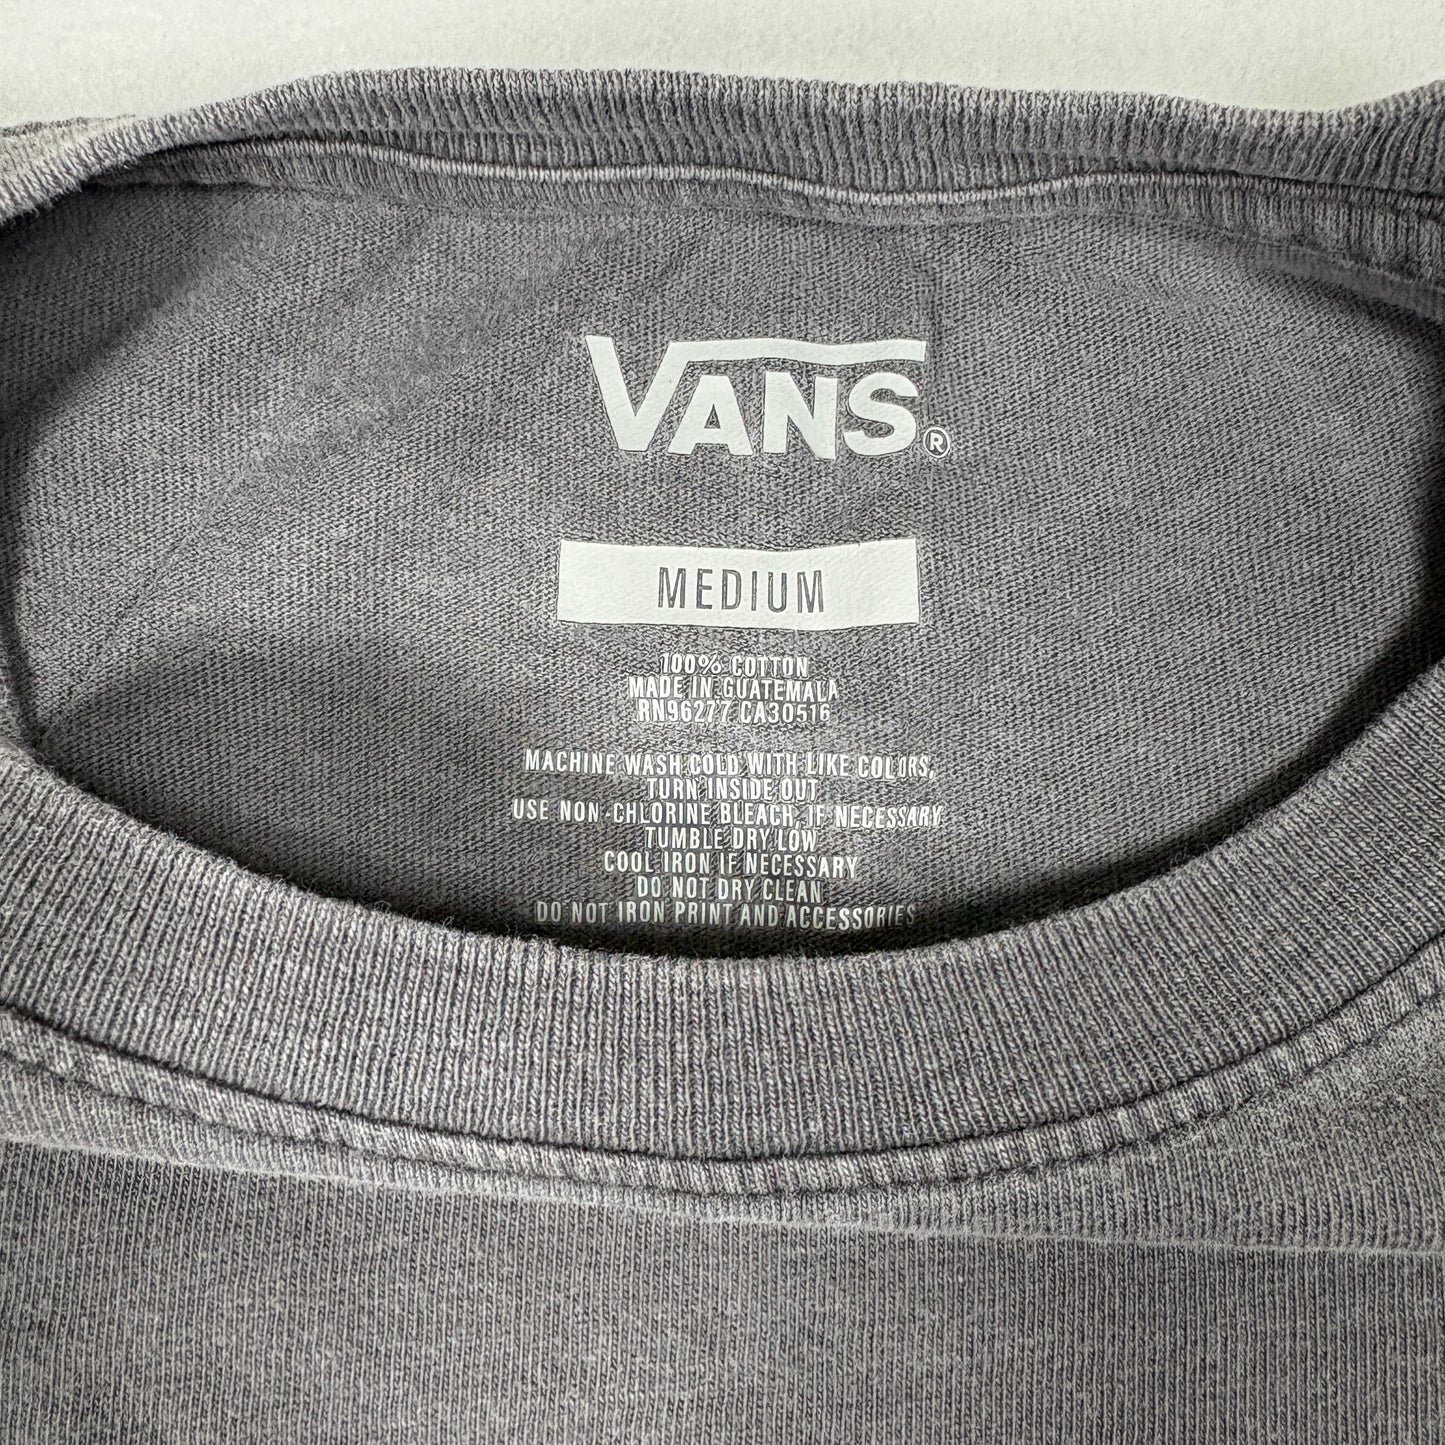 VANS®
MEDIUM
100% COTTON
MADE IN GUATEMALA
RN96277 CA30516
MACHINE WASH COLD WITH LIKE COLORS,
TURN INSIDE OUT
USE NON-CHLORINE BLEACH, IF NECESSARY
TUMBLE DRY LOW
COOL IRON IF NECESSARY
DO NOT DRY CLEAN
DO NOT IRON PRINT AND ACCESSORIES